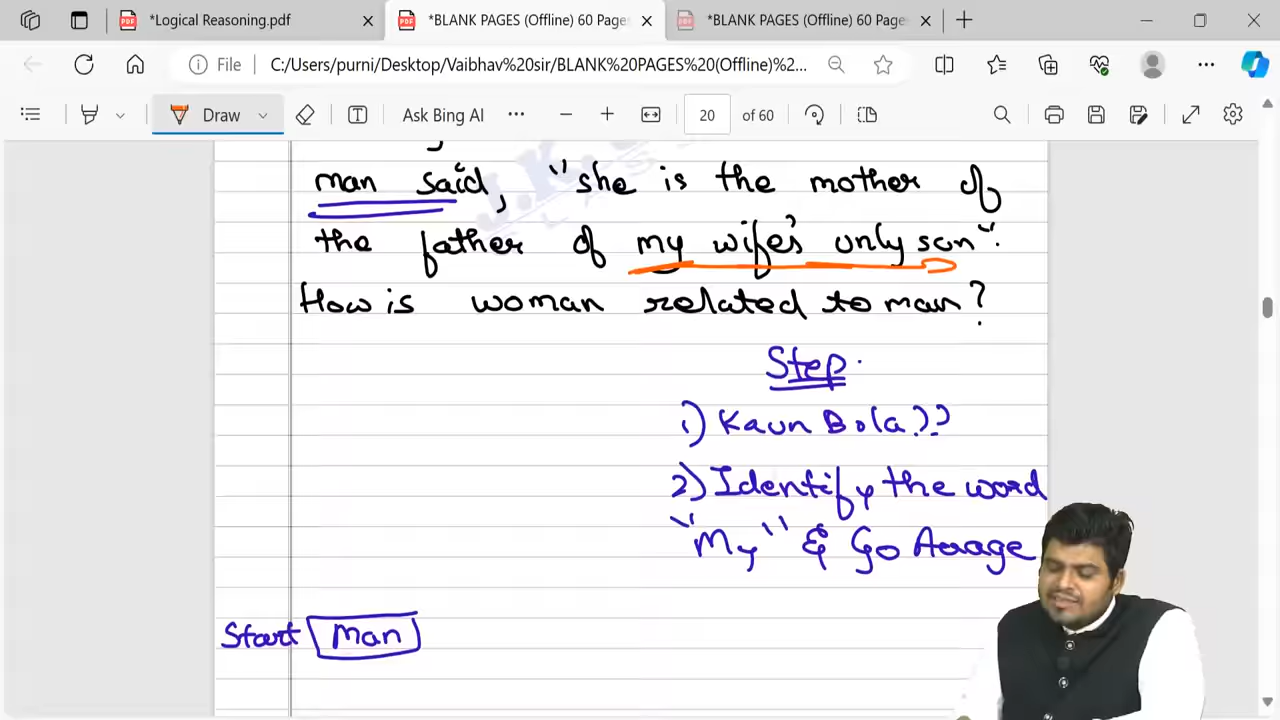 *Logical Reasoning.pdf
*BLANK PAGES (Offline) 60 Page
*BLANK PAGES (Offline) 60 Page
File
C:/Users/purni/Desktop/Vaibhav%20sir/BLANK%20PAGES%20(Offline)%2...
Draw
Ask Bing AI
20
of 60
man said, "she is the mother of
the father of my wife's only son".
How is woman related to man?
Step
1) Kaun Bola??
2) Identify the word
"My" & Go Aarage
Start Man